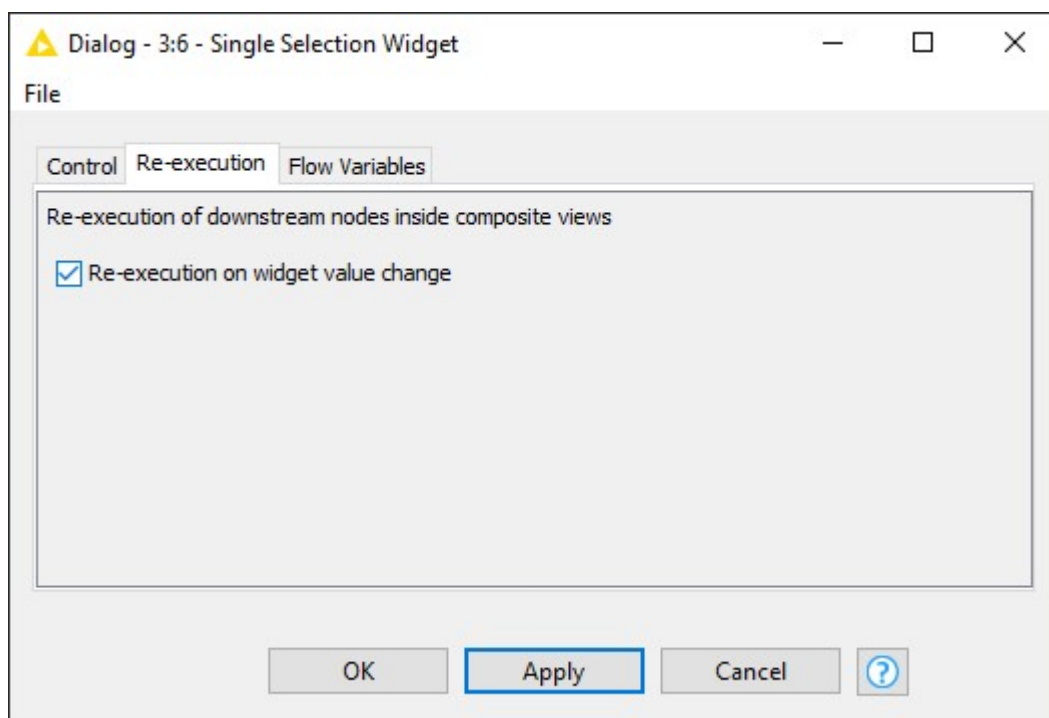 Dialog - 3:6 - Single Selection Widget
File
Control Re-execution Flow Variables
Re-execution of downstream nodes inside composite views
Re-execution on widget value change
OK Apply Cancel ?